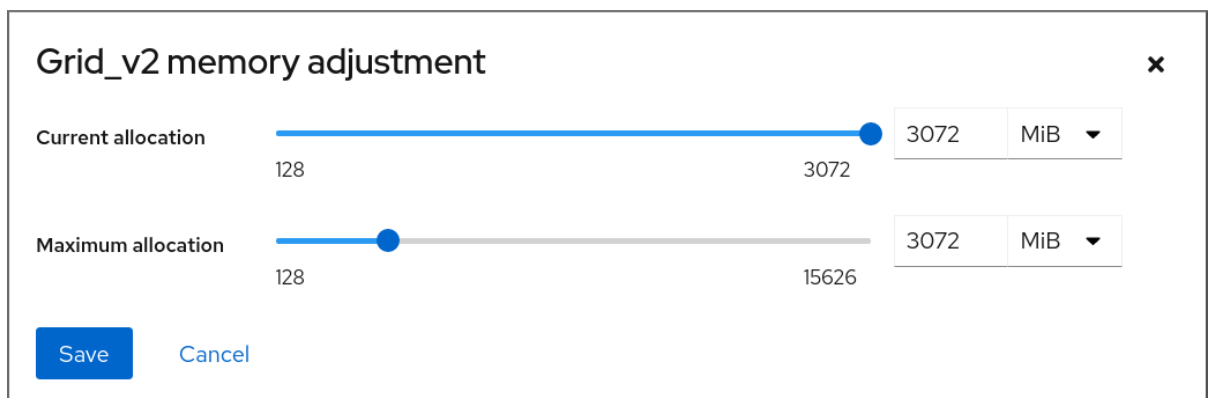 Grid_v2 memory adjustment
Current allocation 3072 MiB
128 3072
Maximum allocation 3072 MiB
128 15626
Save Cancel